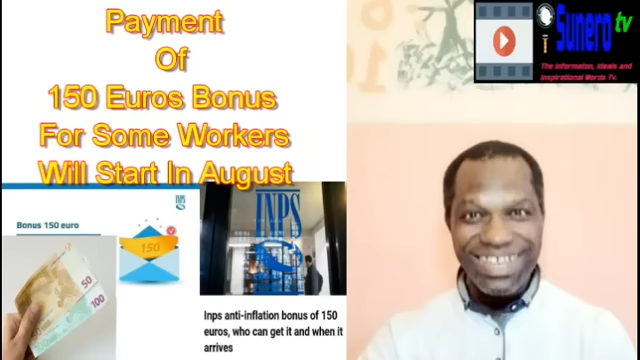 Payment
Of
150 Euros Bonus
For Some Workers
Will Start In August
Sunero tv
The Information, Ideals and
Inspirational Words Tv.
INPS
Bonus 150 euro
150
50
100
INPS
Inps anti-inflation bonus of 150
euros, who can get it and when it
arrives